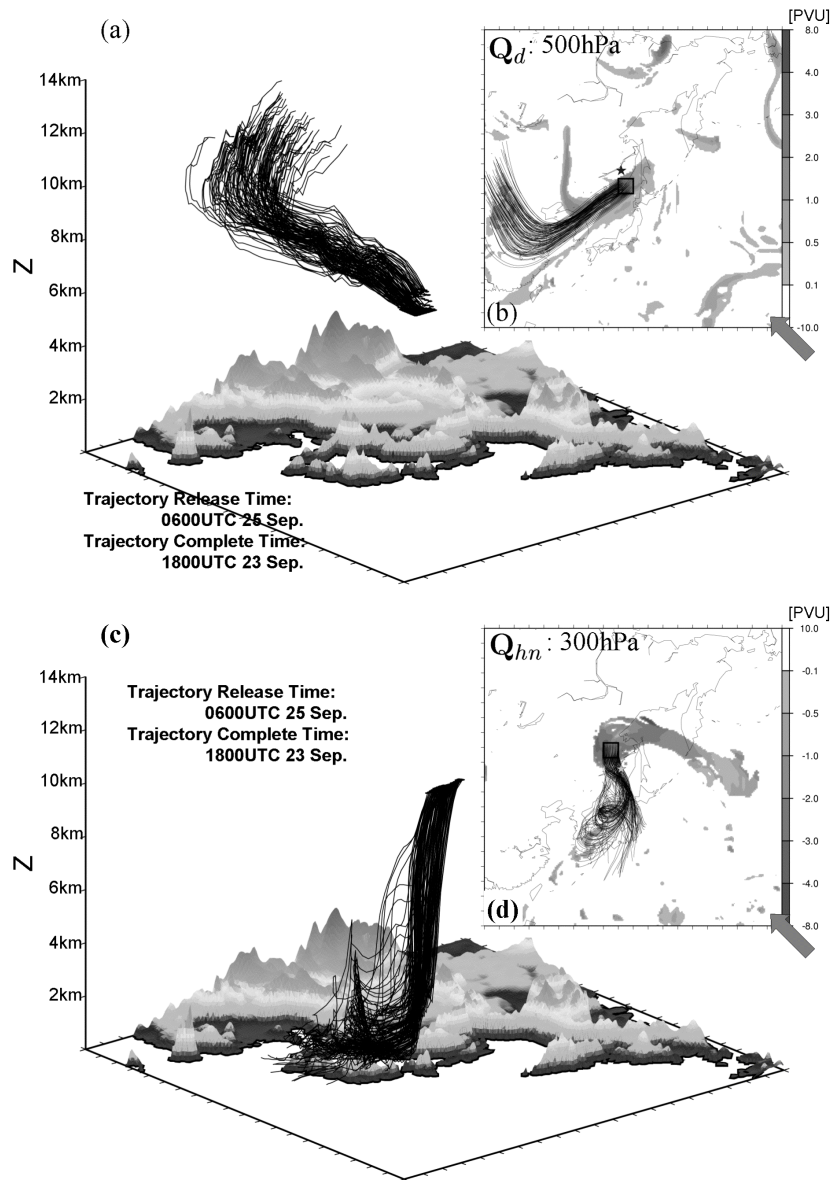 (a)
[PVU]
Q_d : 500hPa
8.0
4.0
3.0
2.0
1.0
0.5
0.1
-10.0
(b)
14km
12km
10km
8km
6km
4km
2km
Z
Trajectory Release Time:
0600UTC 25 Sep.
Trajectory Complete Time:
1800UTC 23 Sep.
(c)
[PVU]
Q_hn : 300hPa
10.0
-0.1
-0.5
-1.0
-2.0
-3.0
-4.0
-8.0
(d)
14km
12km
10km
8km
6km
4km
2km
Z
Trajectory Release Time:
0600UTC 25 Sep.
Trajectory Complete Time:
1800UTC 23 Sep.